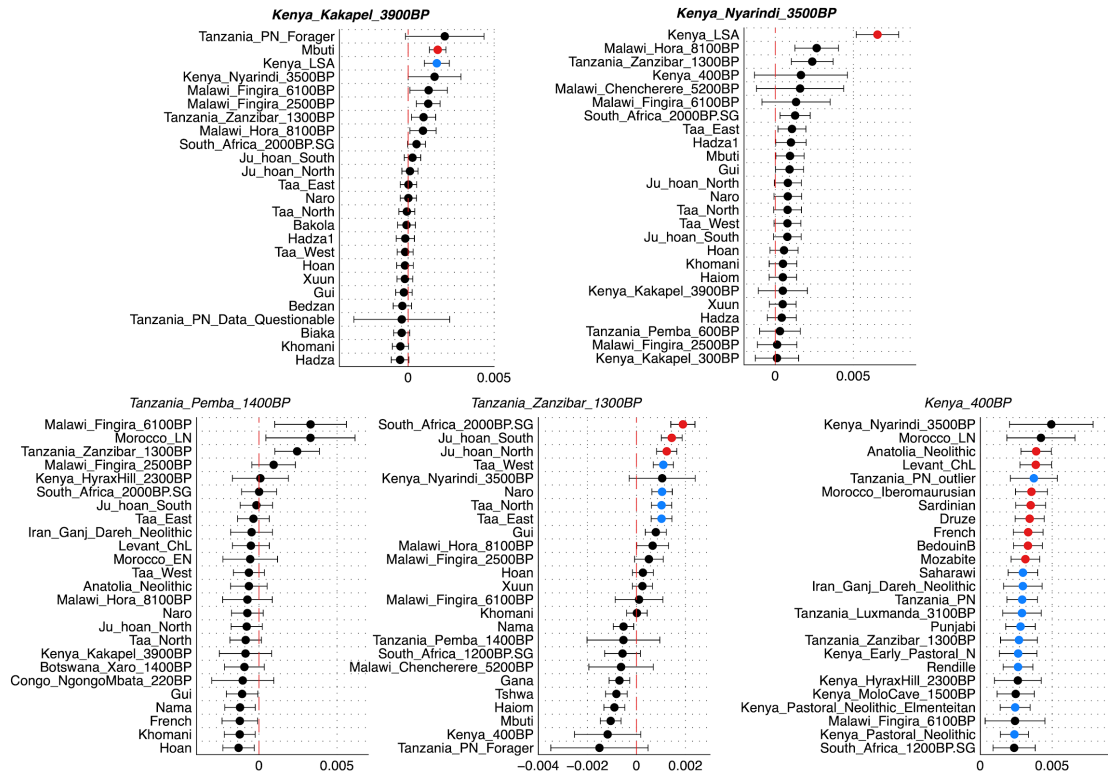 Kenya_Kakapel_3900BP
Tanzania_PN_Forager
Mbuti
Kenya_LSA
Kenya_Nyarindi_3500BP
Malawi_Fingira_6100BP
Malawi_Fingira_2500BP
Tanzania_Zanzibar_1300BP
Malawi_Hora_8100BP
South_Africa_2000BP.SG
Ju_hoan_South
Ju_hoan_North
Taa_East
Naro
Taa_North
Bakola
Hadza1
Taa_West
Hoan
Xuun
Gui
Bedzan
Tanzania_PN_Data_Questionable
Biaka
Khomani
Hadza
0 0.005
Kenya_Nyarindi_3500BP
Kenya_LSA
Malawi_Hora_8100BP
Tanzania_Zanzibar_1300BP
Kenya_400BP
Malawi_Chencherere_5200BP
Malawi_Fingira_6100BP
South_Africa_2000BP.SG
Taa_East
Hadza1
Mbuti
Gui
Ju_hoan_North
Naro
Taa_North
Taa_West
Ju_hoan_South
Hoan
Khomani
Haiom
Kenya_Kakapel_3900BP
Xuun
Hadza
Tanzania_Pemba_600BP
Malawi_Fingira_2500BP
Kenya_Kakapel_300BP
0 0.005
Tanzania_Pemba_1400BP
Malawi_Fingira_6100BP
Morocco_LN
Tanzania_Zanzibar_1300BP
Malawi_Fingira_2500BP
Kenya_HyraxHill_2300BP
South_Africa_2000BP.SG
Ju_hoan_South
Taa_East
Iran_Ganj_Dareh_Neolithic
Levant_ChL
Morocco_EN
Taa_West
Anatolia_Neolithic
Malawi_Hora_8100BP
Naro
Ju_hoan_North
Taa_North
Kenya_Kakapel_3900BP
Botswana_Xaro_1400BP
Congo_NgongoMbata_220BP
Gui
Nama
French
Khomani
Hoan
0 0.005
Tanzania_Zanzibar_1300BP
South_Africa_2000BP.SG
Ju_hoan_South
Ju_hoan_North
Taa_West
Kenya_Nyarindi_3500BP
Naro
Taa_North
Taa_East
Gui
Malawi_Hora_8100BP
Malawi_Fingira_2500BP
Hoan
Xuun
Malawi_Fingira_6100BP
Khomani
Nama
Tanzania_Pemba_1400BP
South_Africa_1200BP.SG
Malawi_Chencherere_5200BP
Gana
Tshwa
Haiom
Mbuti
Kenya_400BP
Tanzania_PN_Forager
−0.004 −0.002 0 0.002
Kenya_400BP
Kenya_Nyarindi_3500BP
Morocco_LN
Anatolia_Neolithic
Levant_ChL
Tanzania_PN_outlier
Morocco_Iberomaurusian
Sardinian
Druze
French
BedouinB
Mozabite
Saharawi
Iran_Ganj_Dareh_Neolithic
Tanzania_PN
Tanzania_Luxmanda_3100BP
Punjabi
Tanzania_Zanzibar_1300BP
Kenya_Early_Pastoral_N
Rendille
Kenya_HyraxHill_2300BP
Kenya_MoloCave_1500BP
Kenya_Pastoral_Neolithic_Elmenteitan
Malawi_Fingira_6100BP
Kenya_Pastoral_Neolithic
South_Africa_1200BP.SG
0 0.005